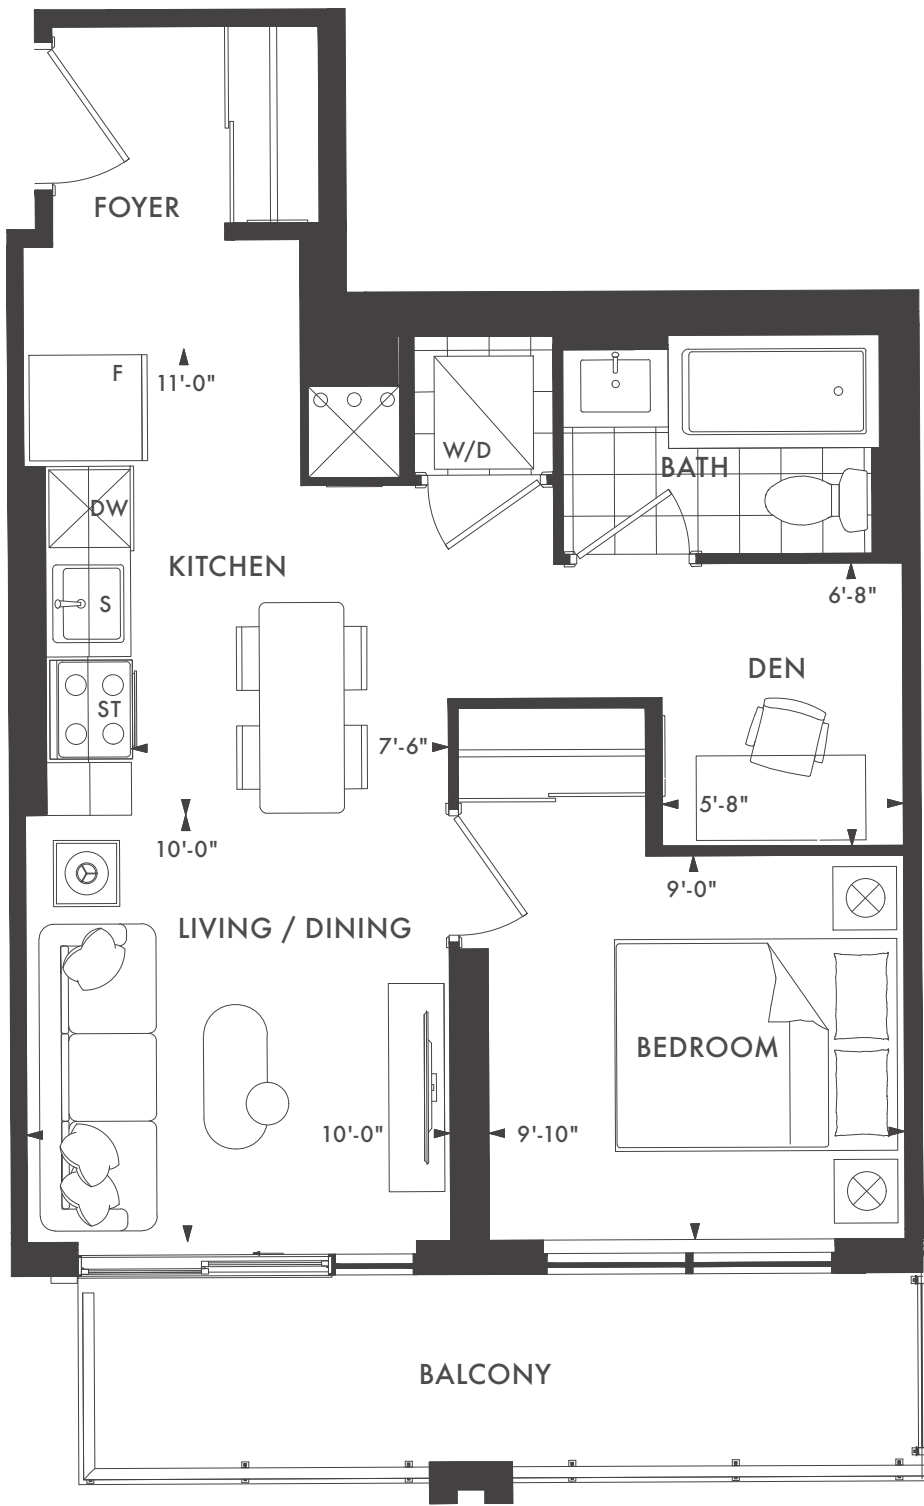 FOYER
F
11'-0"
W/D
BATH
DW
KITCHEN
6'-8"
S
DEN
ST
7'-6"
5'-8"
10'-0"
9'-0"
LIVING / DINING
BEDROOM
10'-0"
9'-10"
BALCONY